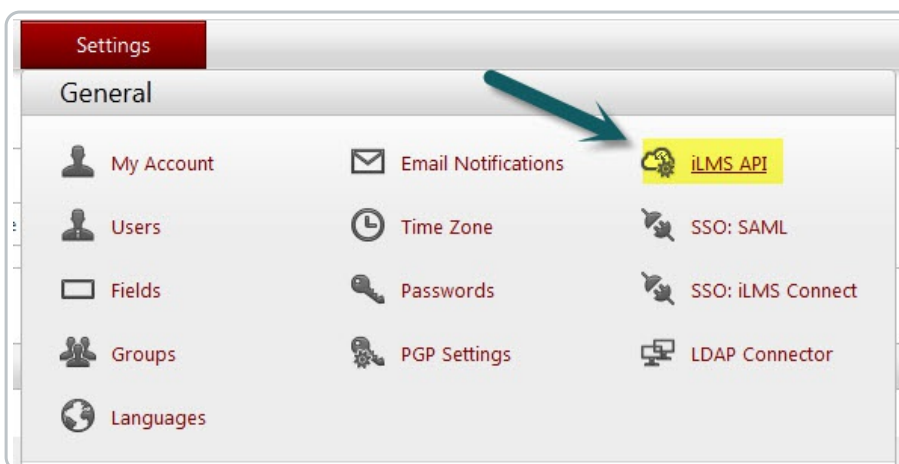 Settings
General
My Account
Email Notifications
iLMS API
Users
Time Zone
SSO: SAML
Fields
Passwords
SSO: iLMS Connect
Groups
PGP Settings
LDAP Connector
Languages